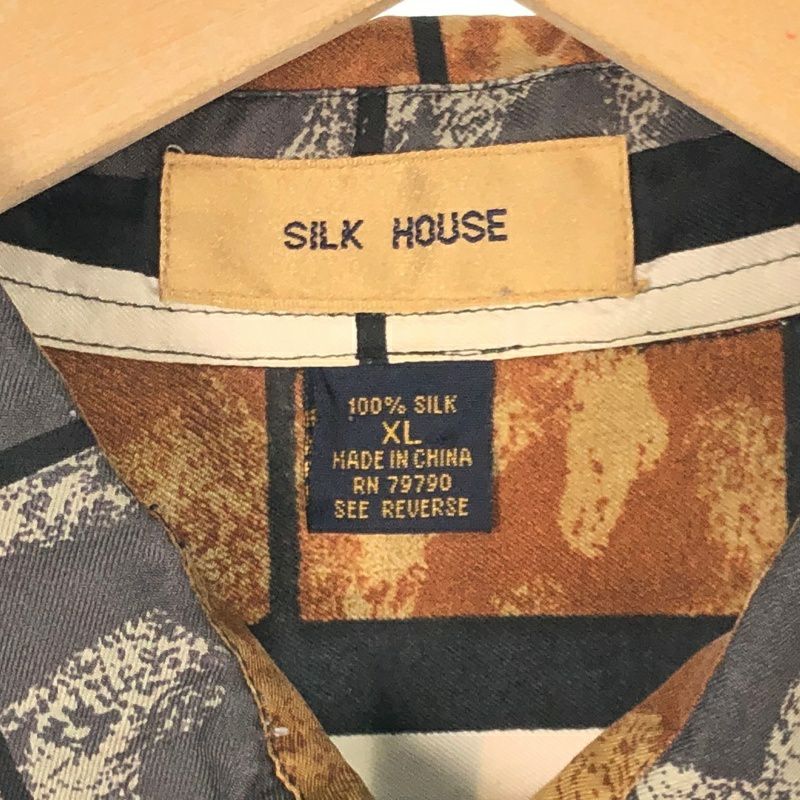 SILK HOUSE
100% SILK
XL
MADE IN CHINA
RN 79790
SEE REVERSE